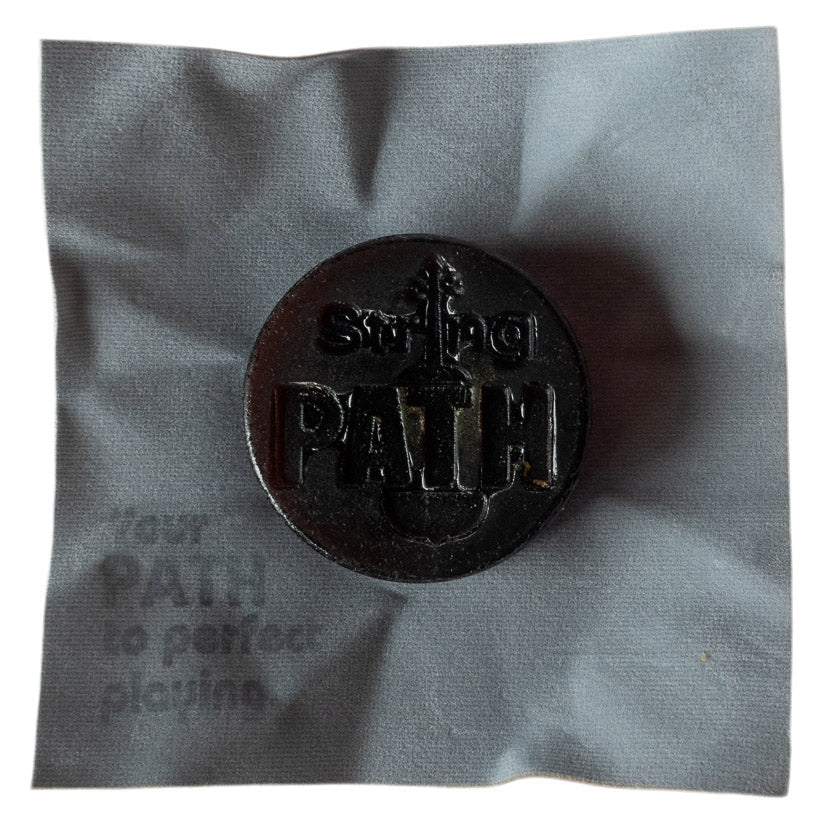 String
PATH
Your
PATH
to perfect
playing.